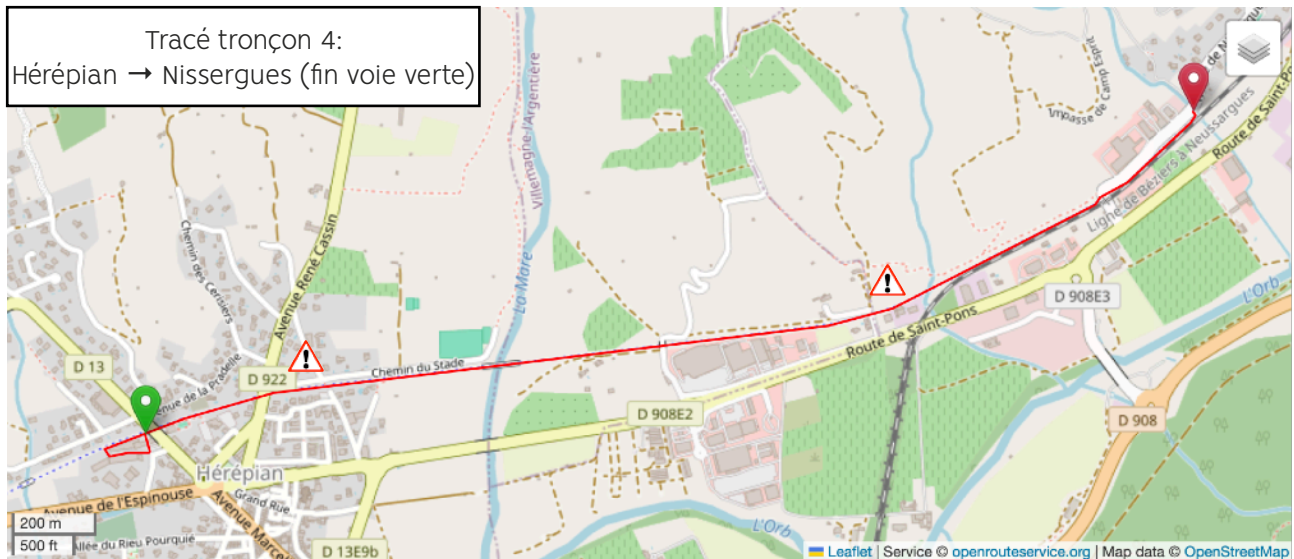 Tracé tronçon 4:
Hérépian → Nissergues (fin voie verte)
Impasse de Camp Esprit
Route de Saint-
Ligne de Béziers à Neussargues
Villemagne l'Argentière
La Mare
Avenue René Cassin
Chemin des Cerisiers
D 13
Avenue de la Pradelle
D 922
Chemin du Stade
Route de Saint-Pons
D 908E3
L'Orb
D 908E2
D 908
Hérépian
Grand Rue
Avenue de l'Espinouse
Avenue Marcel
Allée du Rieu Pourquié
D 13E9b
L'Orb
200 m
500 ft
Leaflet | Service © openrouteservice.org | Map data © OpenStreetMap